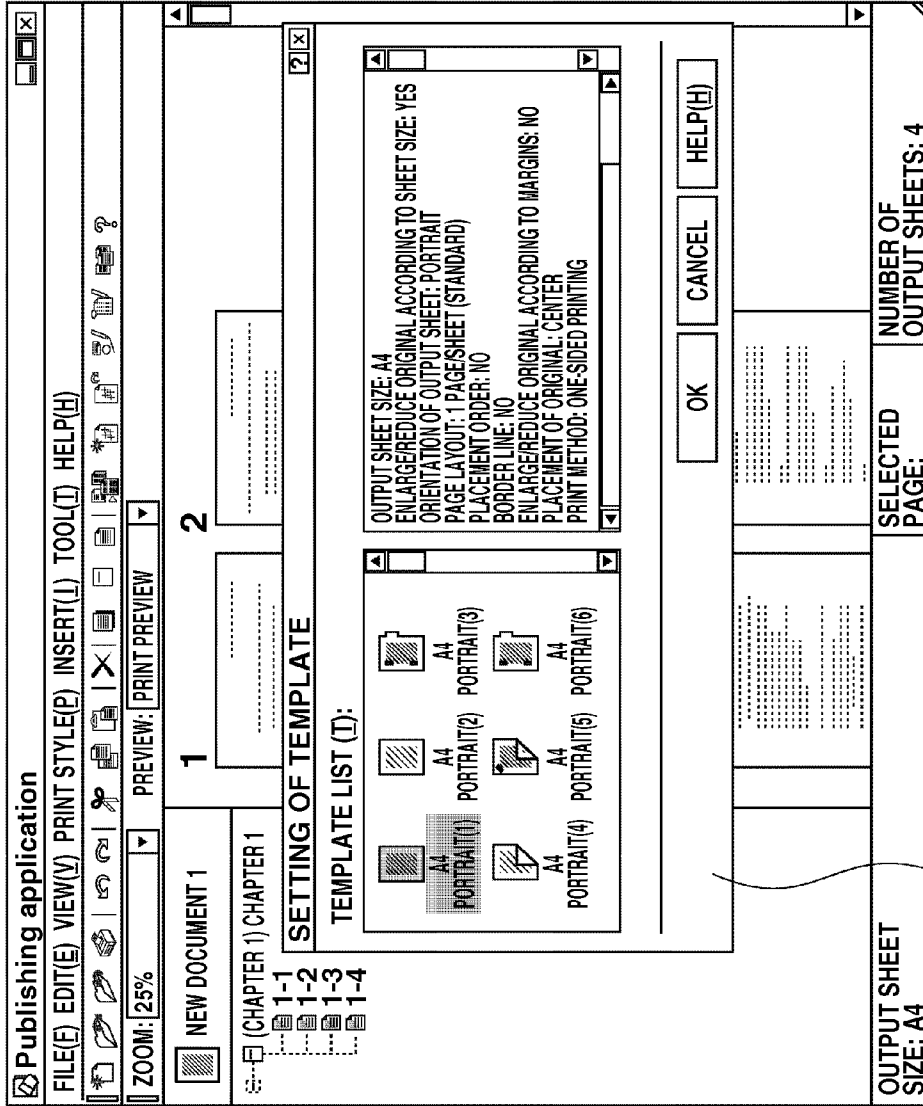 Publishing application
FILE(F) EDIT(E) VIEW(V) PRINT STYLE(P) INSERT(I) TOOL(T) HELP(H)
ZOOM: 25% PREVIEW: PRINT PREVIEW
NEW DOCUMENT 1
(CHAPTER 1) CHAPTER 1
1-1
1-2
1-3
1-4
1 2
SETTING OF TEMPLATE
TEMPLATE LIST (T):
A4 PORTRAIT(1)
A4 PORTRAIT(2)
A4 PORTRAIT(3)
A4 PORTRAIT(4)
A4 PORTRAIT(5)
A4 PORTRAIT(6)
OUTPUT SHEET SIZE: A4
ENLARGE/REDUCE ORIGINAL ACCORDING TO SHEET SIZE: YES
ORIENTATION OF OUTPUT SHEET: PORTRAIT
PAGE LAYOUT: 1 PAGE/SHEET (STANDARD)
PLACEMENT ORDER: NO
BORDER LINE: NO
ENLARGE/REDUCE ORIGINAL ACCORDING TO MARGINS: NO
PLACEMENT OF ORIGINAL: CENTER
PRINT METHOD: ONE-SIDED PRINTING
OK CANCEL HELP(H)
OUTPUT SHEET
SIZE: A4
SELECTED
PAGE:
NUMBER OF
OUTPUT SHEETS: 4